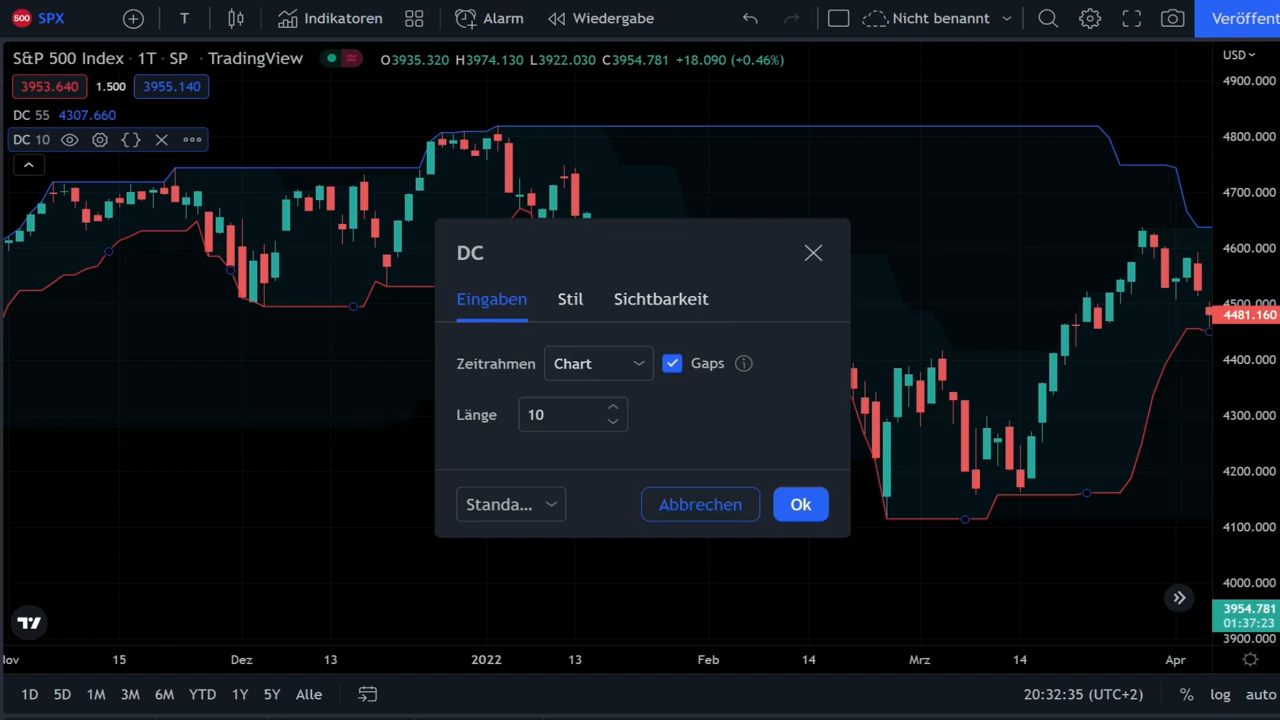 500 SPX T Indikatoren Alarm Wiedergabe Nicht benannt Veröffent
S&P 500 Index · 1T · SP · TradingView O3935.320 H3974.130 L3922.030 C3954.781 +18.090 (+0.46%) USD
3953.640 1.500 3955.140
DC 55 4307.660
DC 10
4900.000
4800.000
4700.000
4600.000
4500.000
4481.160
4400.000
4300.000
4200.000
4100.000
4000.000
3954.781
01:37:23
3900.000
DC
Eingaben Stil Sichtbarkeit
Zeitrahmen Chart Gaps
Länge 10
Standa... Abbrechen Ok
Nov 15 Dez 13 2022 13 Feb 14 Mrz 14 Apr
1D 5D 1M 3M 6M YTD 1Y 5Y Alle 20:32:35 (UTC+2) % log auto